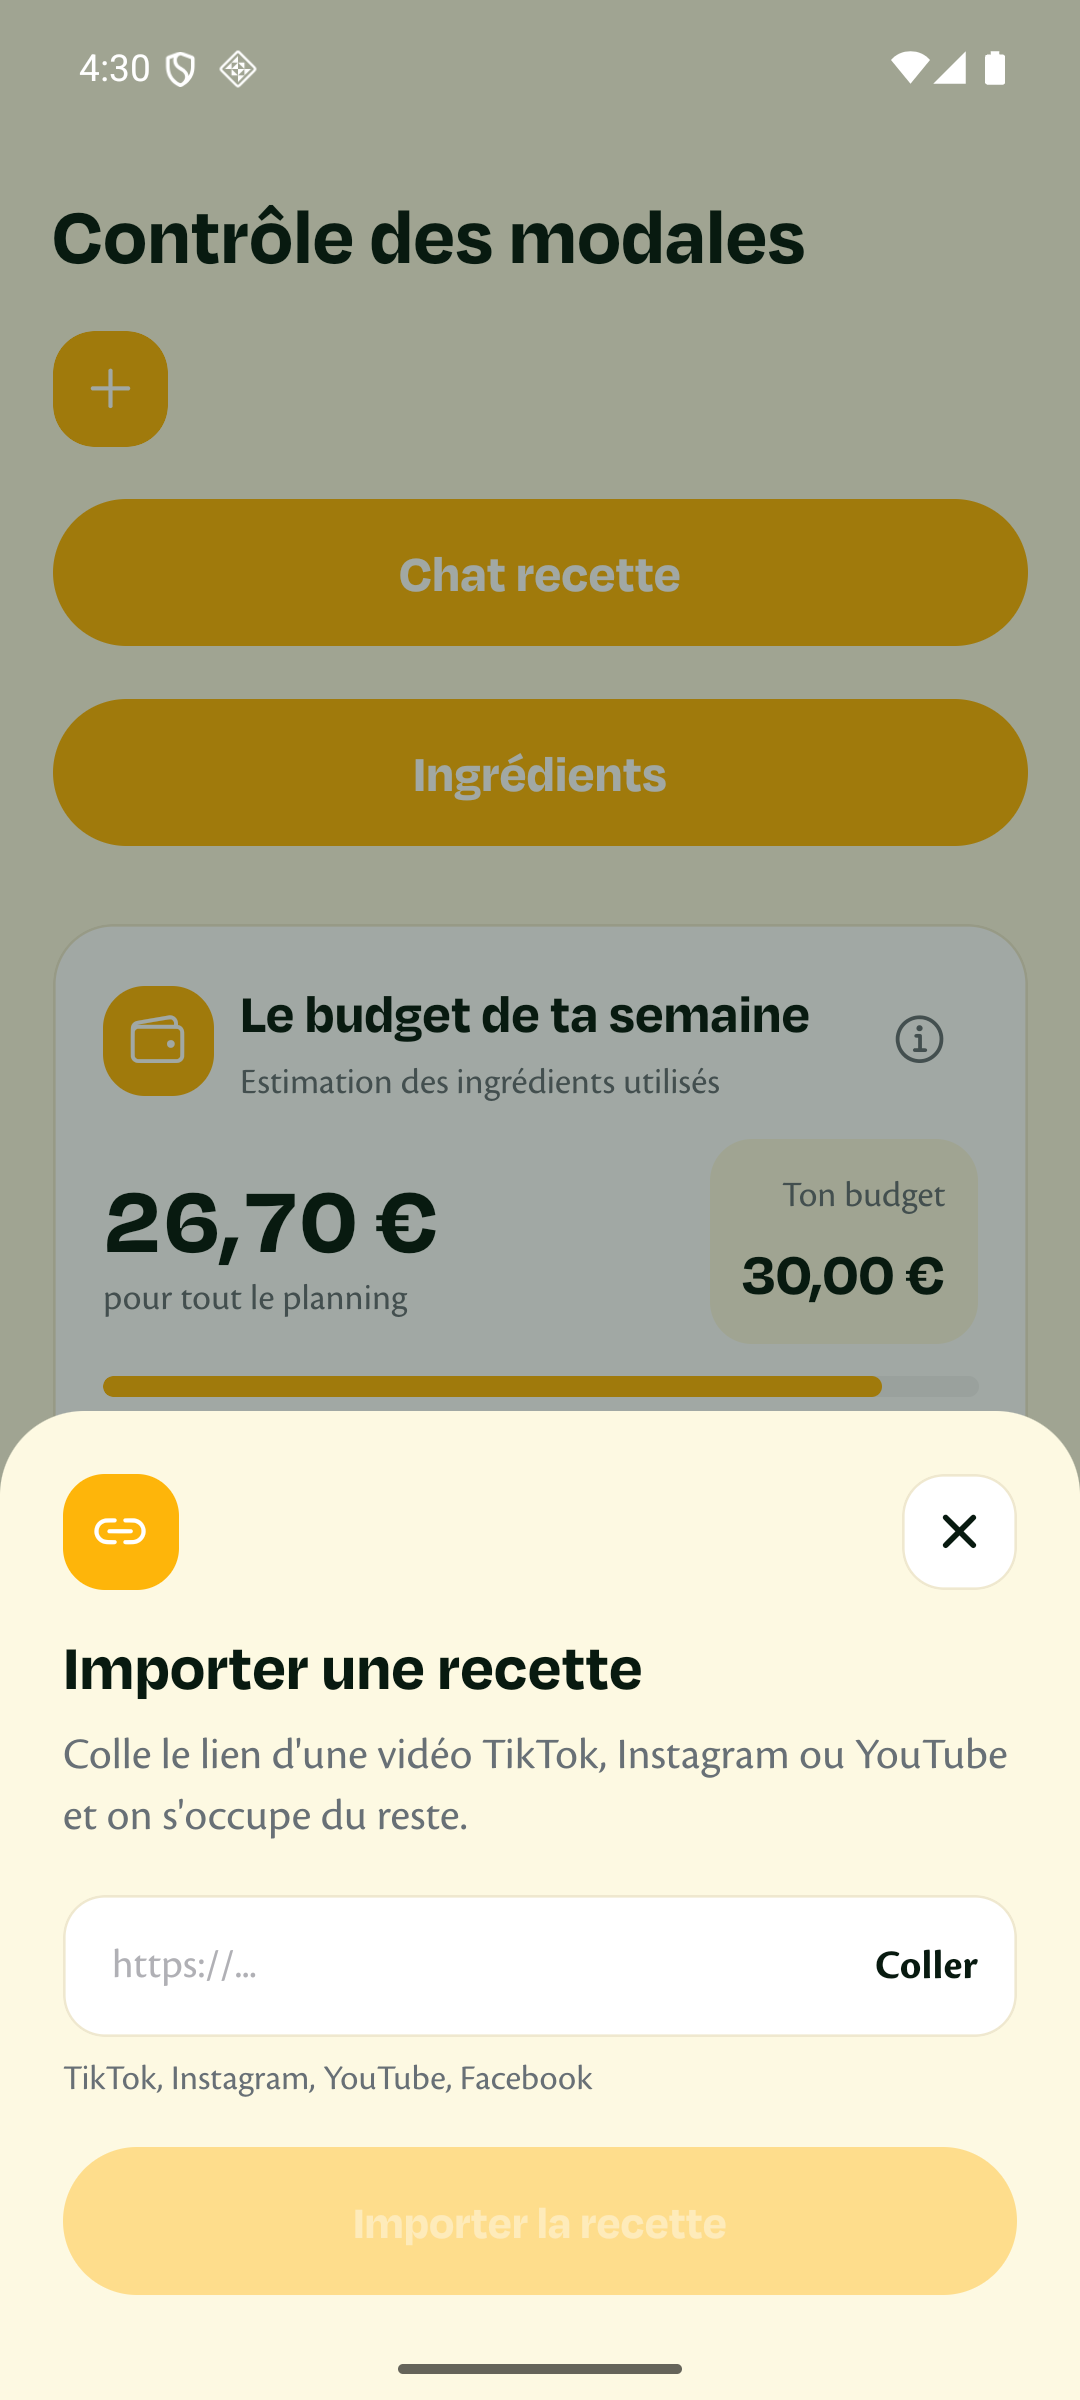 4:30
Contrôle des modales
Chat recette
Ingrédients
Le budget de ta semaine
Estimation des ingrédients utilisés
26,70 €
pour tout le planning
Ton budget
30,00 €
Importer une recette
Colle le lien d'une vidéo TikTok, Instagram ou YouTube
et on s'occupe du reste.
https://...
Coller
TikTok, Instagram, YouTube, Facebook
Importer la recette